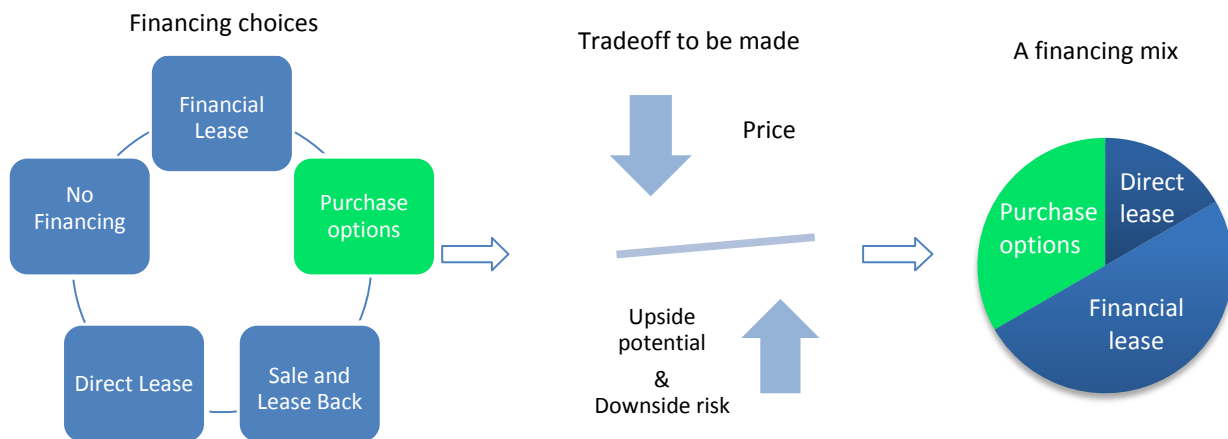 Financing choices
Financial
Lease
No
Financing
Purchase
options
Direct Lease
Sale and
Lease Back
Tradeoff to be made
Price
Upside
potential
&
Downside risk
A financing mix
Direct
lease
Purchase
options
Financial
lease